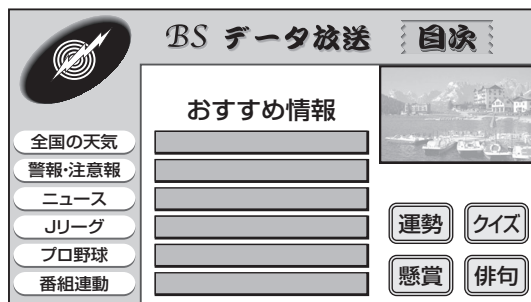 BS データ放送 目次
おすすめ情報
全国の天気
警報・注意報
ニュース
Jリーグ
プロ野球
番組連動
運勢
クイズ
懸賞
俳句